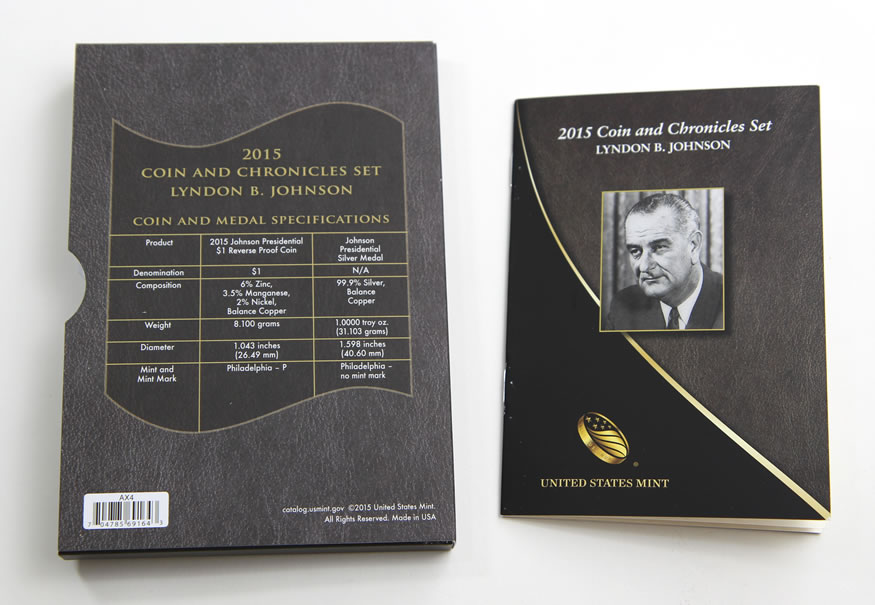 2015
COIN AND CHRONICLES SET
LYNDON B. JOHNSON
COIN AND MEDAL SPECIFICATIONS
Product
2015 Johnson Presidential
$1 Reverse Proof Coin
Johnson
Presidential
Silver Medal
Denomination
$1
N/A
Composition
6% Zinc,
3.5% Manganese,
2% Nickel,
Balance Copper
99.9% Silver,
Balance
Copper
Weight
8.100 grams
1.0000 troy oz.
(31.103 grams)
Diameter
1.043 inches
(26.49 mm)
1.598 inches
(40.60 mm)
Mint and
Mint Mark
Philadelphia – P
Philadelphia –
no mint mark
AX4
7 04785 69164 3
catalog.usmint.gov ©2015 United States Mint.
All Rights Reserved. Made in USA
2015 Coin and Chronicles Set
LYNDON B. JOHNSON
®
UNITED STATES MINT